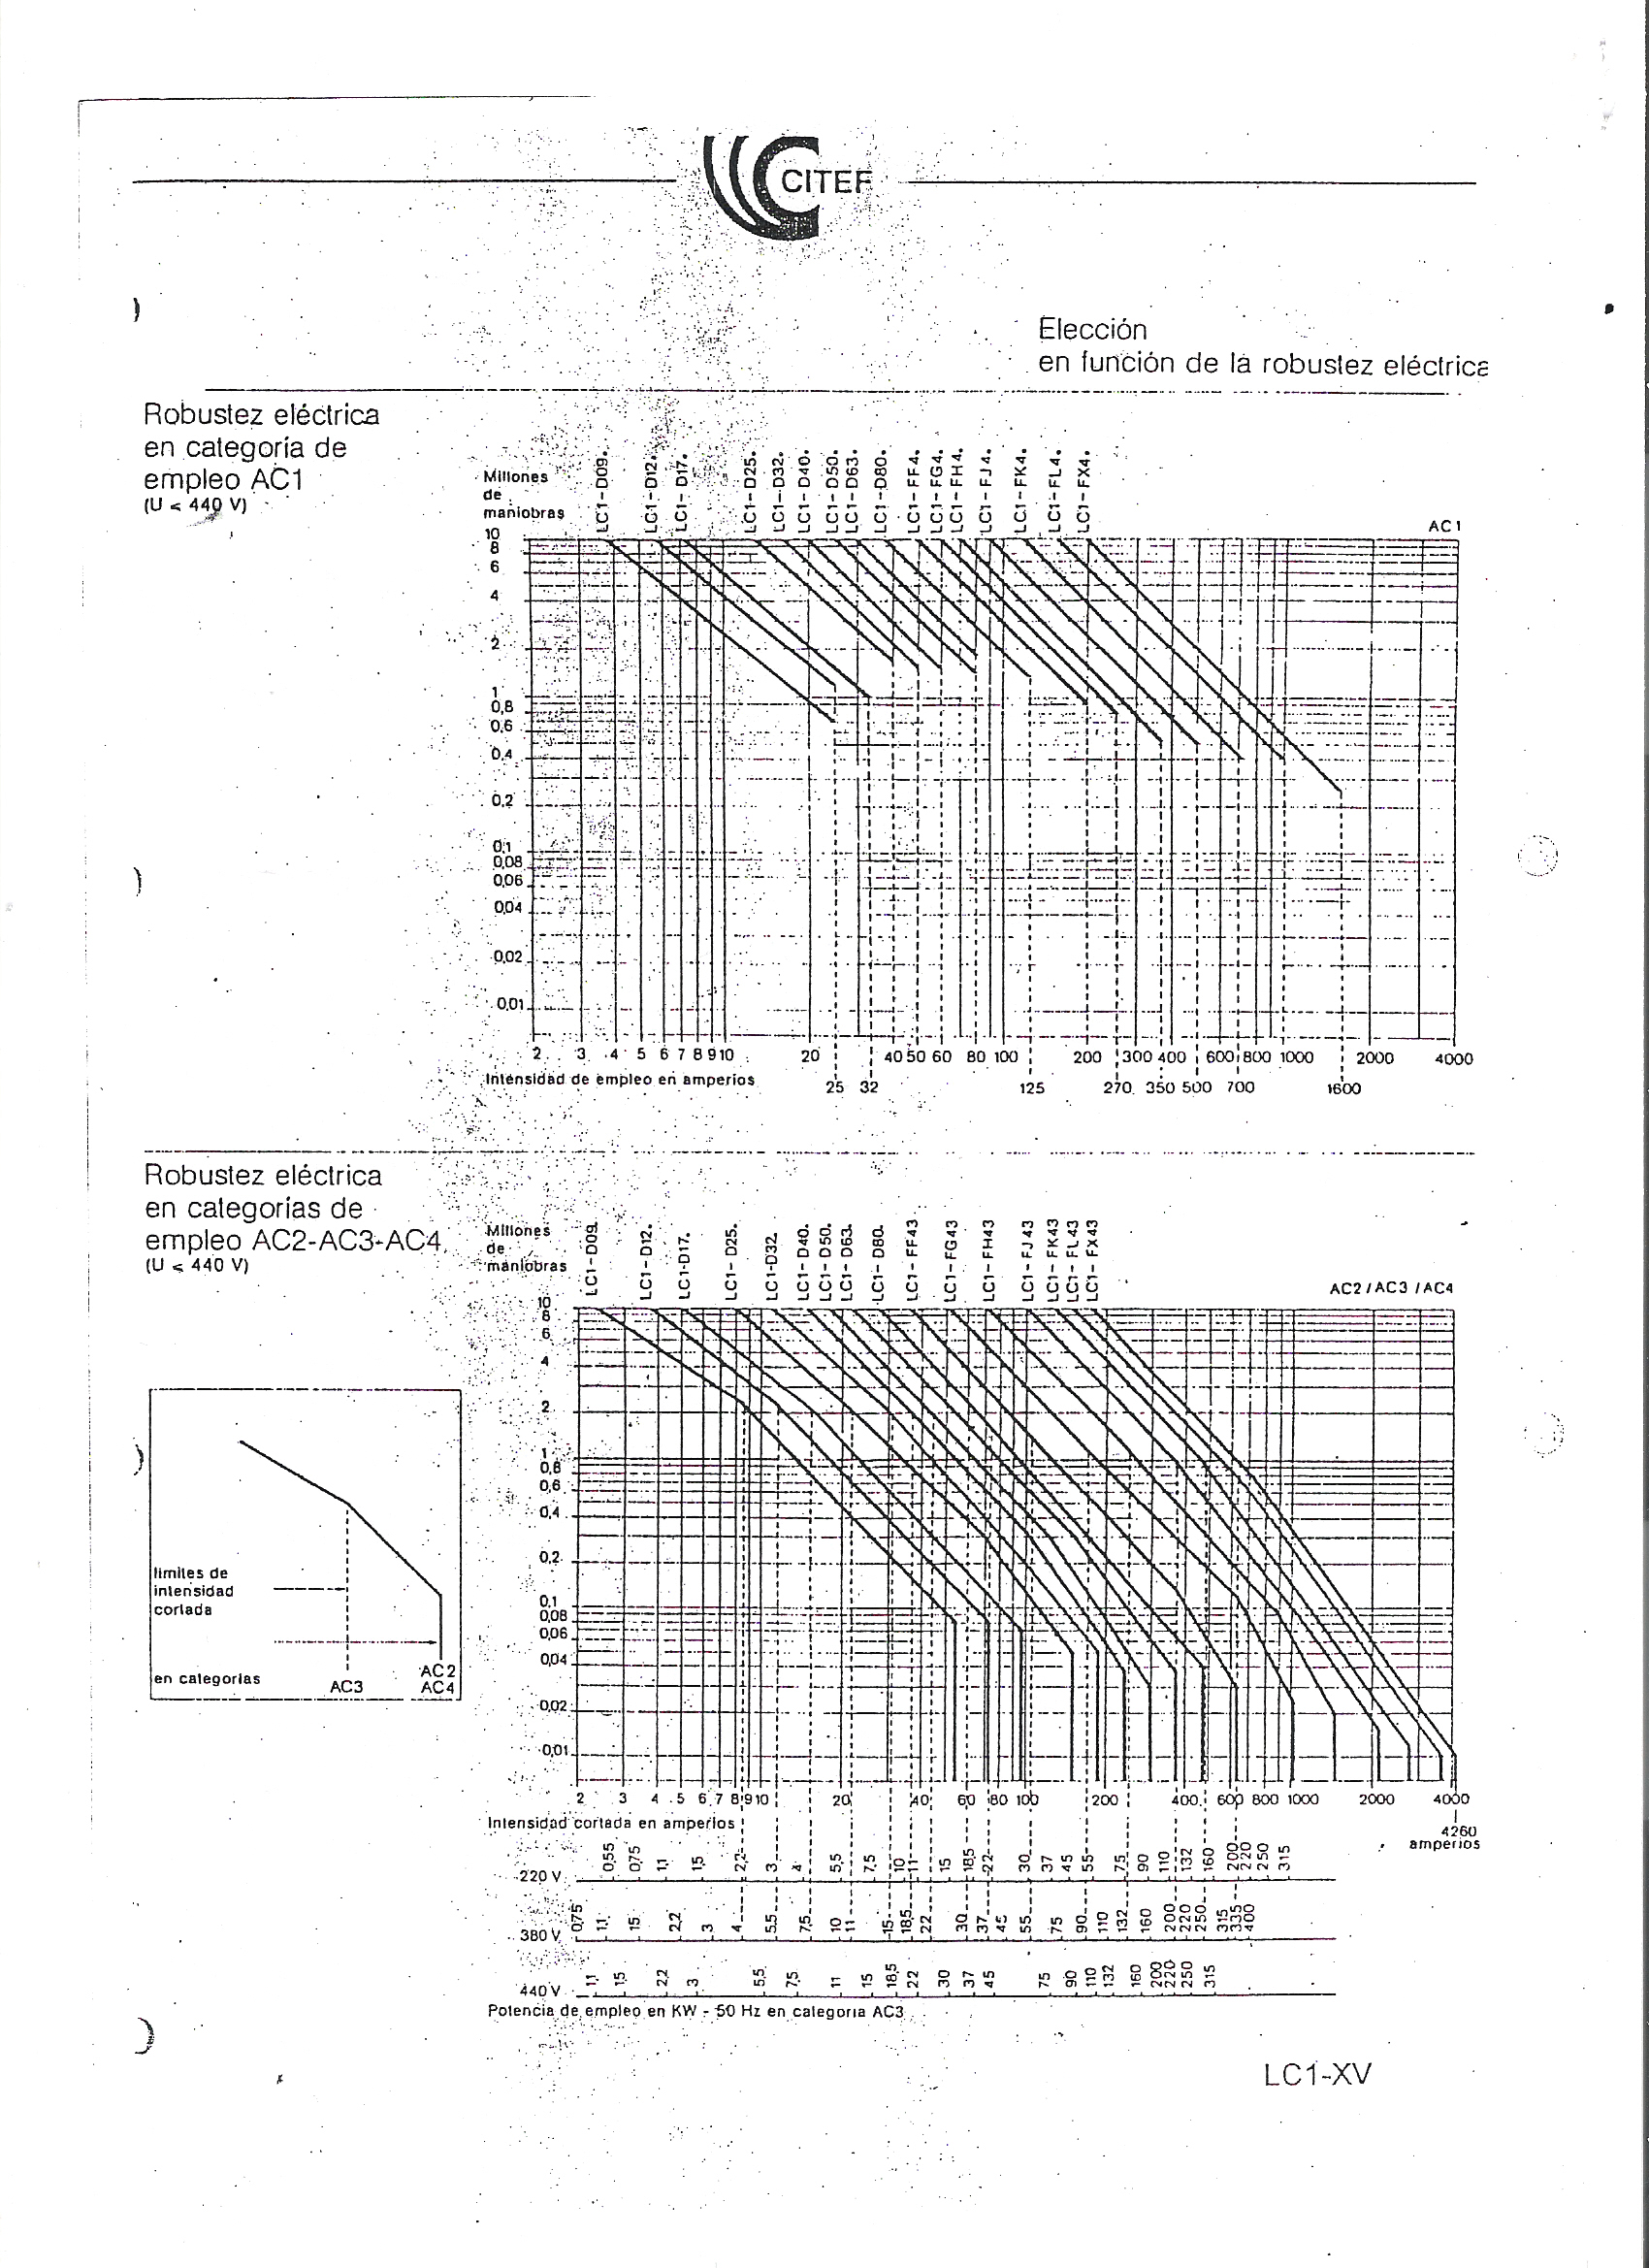 CITEF
Elección
en función de la robustez eléctrica
Robustez eléctrica
en categoría de
empleo AC1
(U ≤ 440 V)
Millones
de
maniobras
LC1-D09.
LC1-D12.
LC1-D17.
LC1-D25.
LC1-D32.
LC1-D40.
LC1-D50.
LC1-D63.
LC1-D80.
LC1-FF4.
LC1-FG4.
LC1-FH4.
LC1-FJ4.
LC1-FK4.
LC1-FL4.
LC1-FX4.
AC1
10
8
6
4
2
1
0,8
0,6
0,4
0,2
0,1
0,08
0,06
0,04
0,02
0,01
2 3 4 5 6 7 8 9 10 20 40 50 60 80 100 200 300 400 600 800 1000 2000 4000
Intensidad de empleo en amperios
25 32 125 270 350 500 700 1600
Robustez eléctrica
en categorías de
empleo AC2-AC3-AC4
(U ≤ 440 V)
Millones
de
maniobras
LC1-D09.
LC1-D12.
LC1-D17.
LC1-D25.
LC1-D32.
LC1-D40.
LC1-D50.
LC1-D63.
LC1-D80.
LC1-FF43
LC1-FG43
LC1-FH43
LC1-FJ43
LC1-FK43
LC1-FL43
LC1-FX43
AC2/AC3/AC4
10
8
6
4
2
1
0,8
0,6
0,4
0,2
0,1
0,08
0,06
0,04
0,02
0,01
limites de
intensidad
cortada
en categorías
AC3
AC2
AC4
2 3 4 5 6 7 8 9 10 20 40 60 80 100 200 400 600 800 1000 2000 4000
Intensidad cortada en amperios
4260
amperios
220 V
0,55 0,75 1,1 1,5 2,2 3 4 5,5 7,5 10 11 15 18,5 22 30 37 45 55 75 90 110 132 160 200 220 250 315
380 V
0,75 1,1 1,5 2,2 3 4 5,5 7,5 10 11 15 18,5 22 30 37 45 55 75 90 110 132 160 200 220 250 315 335 400
440 V
1,1 1,5 2,2 3 5,5 7,5 11 15 18,5 22 30 37 45 75 90 110 132 160 200 220 250 315
Potencia de empleo en KW - 50 Hz en categoría AC3
LC1-XV